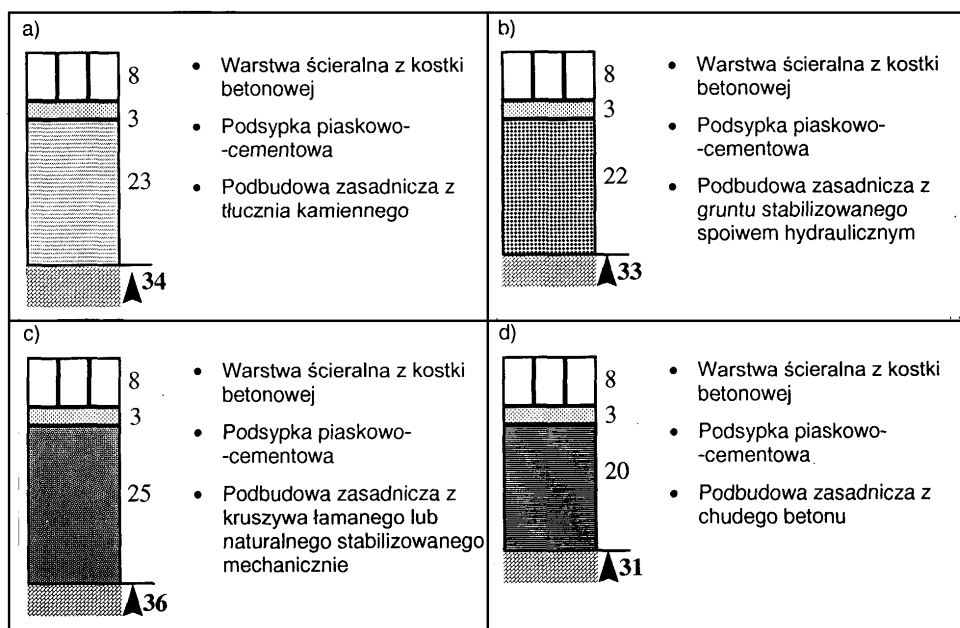 a)
8
3
23
34
• Warstwa ścieralna z kostki
betonowej
• Podsypka piaskowo-
-cementowa
• Podbudowa zasadnicza z
tłucznia kamiennego
b)
8
3
22
33
• Warstwa ścieralna z kostki
betonowej
• Podsypka piaskowo-
-cementowa
• Podbudowa zasadnicza z
gruntu stabilizowanego
spoiwem hydraulicznym
c)
8
3
25
36
• Warstwa ścieralna z kostki
betonowej
• Podsypka piaskowo-
-cementowa
• Podbudowa zasadnicza z
kruszywa łamanego lub
naturalnego stabilizowanego
mechanicznie
d)
8
3
20
31
• Warstwa ścieralna z kostki
betonowej
• Podsypka piaskowo-
-cementowa
• Podbudowa zasadnicza z
chudego betonu